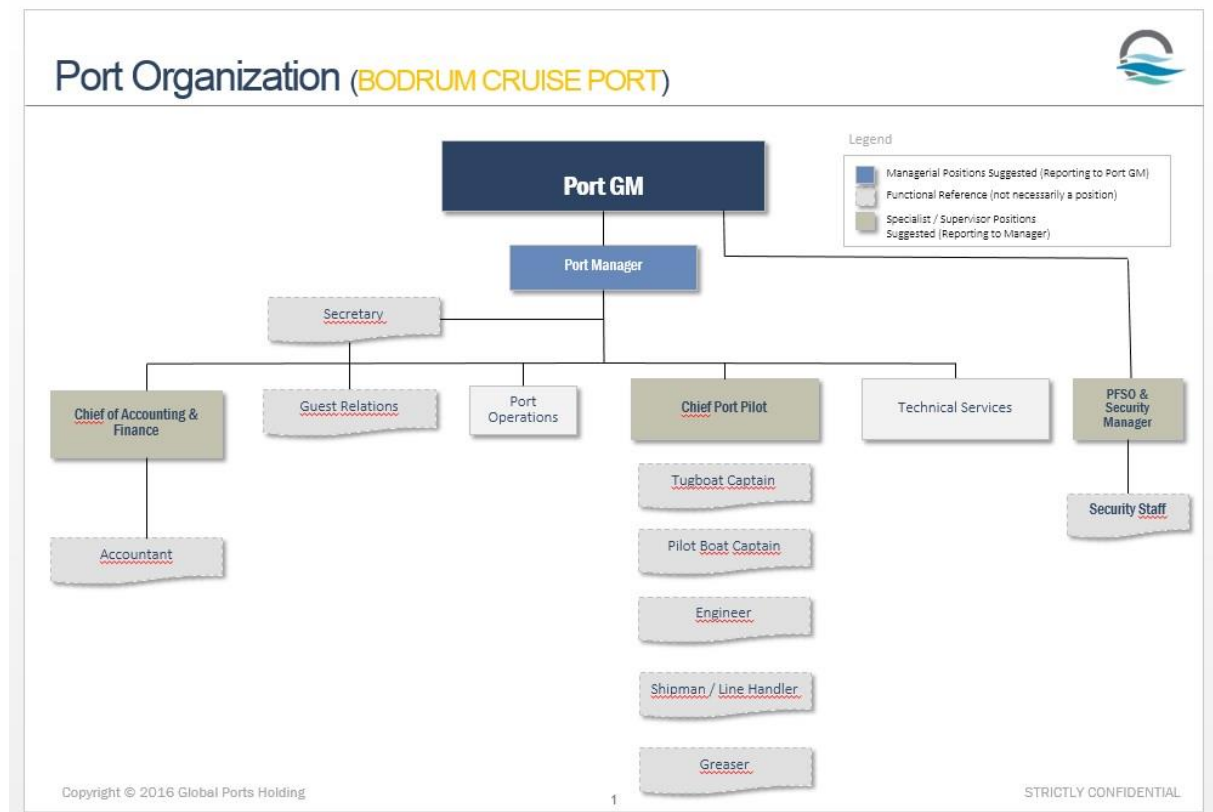 Port Organization (BODRUM CRUISE PORT)
Legend
Managerial Positions Suggested (Reporting to Port GM)
Functional Reference (not necessarily a position)
Specialist / Supervisor Positions
Suggested (Reporting to Manager)
Port GM
Port Manager
Secretary
Chief of Accounting &
Finance
Guest Relations
Port
Operations
Chief Port Pilot
Technical Services
PFSO &
Security
Manager
Tugboat Captain
Security Staff
Pilot Boat Captain
Accountant
Engineer
Shipman / Line Handler
Greaser
Copyright © 2016 Global Ports Holding
1
STRICTLY CONFIDENTIAL